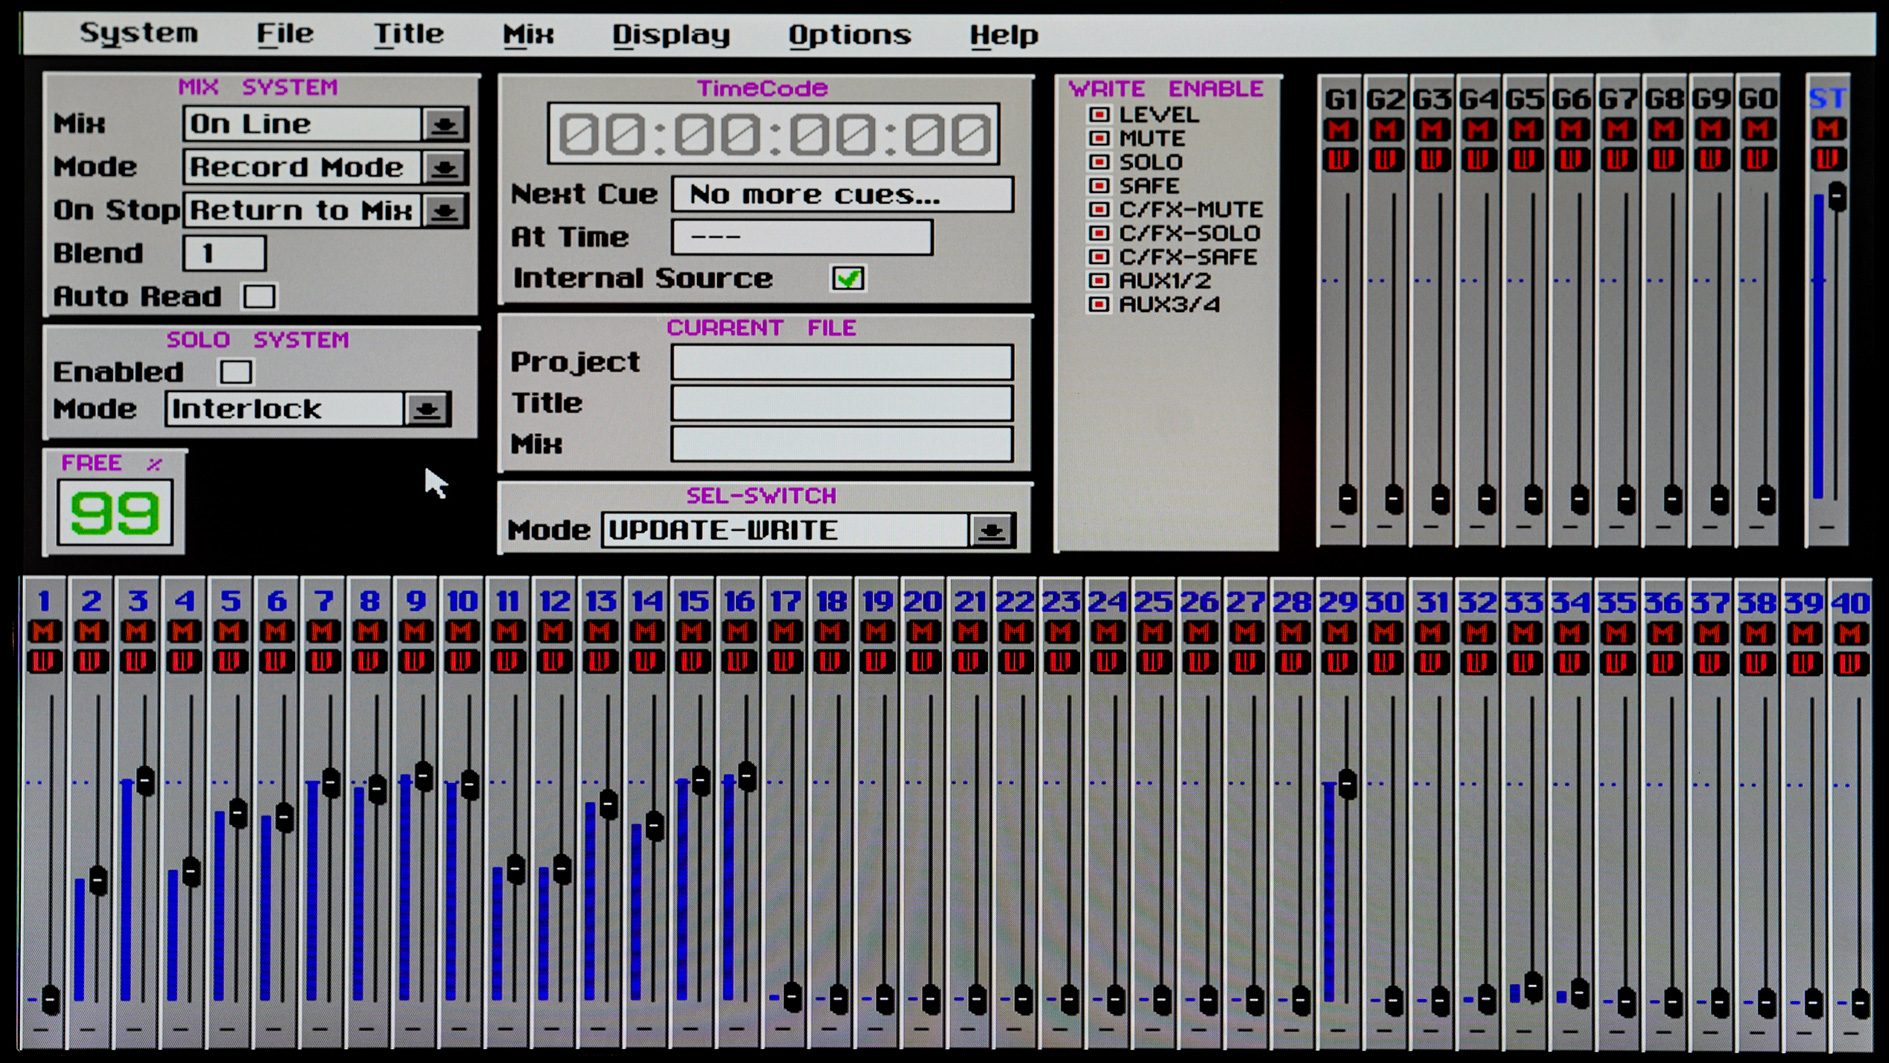 System File Title Mix Display Options Help
MIX SYSTEM
Mix On Line
Mode Record Mode
On Stop Return to Mix
Blend 1
Auto Read
SOLO SYSTEM
Enabled
Mode Interlock
FREE %
99
TimeCode
00:00:00:00
Next Cue No more cues...
At Time ---
Internal Source
CURRENT FILE
Project
Title
Mix
SEL-SWITCH
Mode UPDATE-WRITE
WRITE ENABLE
LEVEL
MUTE
SOLO
SAFE
C/FX-MUTE
C/FX-SOLO
C/FX-SAFE
AUX1/2
AUX3/4
G1 G2 G3 G4 G5 G6 G7 G8 G9 G0 ST
M M M M M M M M M M M
W W W W W W W W W W W
1 2 3 4 5 6 7 8 9 10 11 12 13 14 15 16 17 18 19 20 21 22 23 24 25 26 27 28 29 30 31 32 33 34 35 36 37 38 39 40
M M M M M M M M M M M M M M M M M M M M M M M M M M M M M M M M M M M M M M M M
W W W W W W W W W W W W W W W W W W W W W W W W W W W W W W W W W W W W W W W W